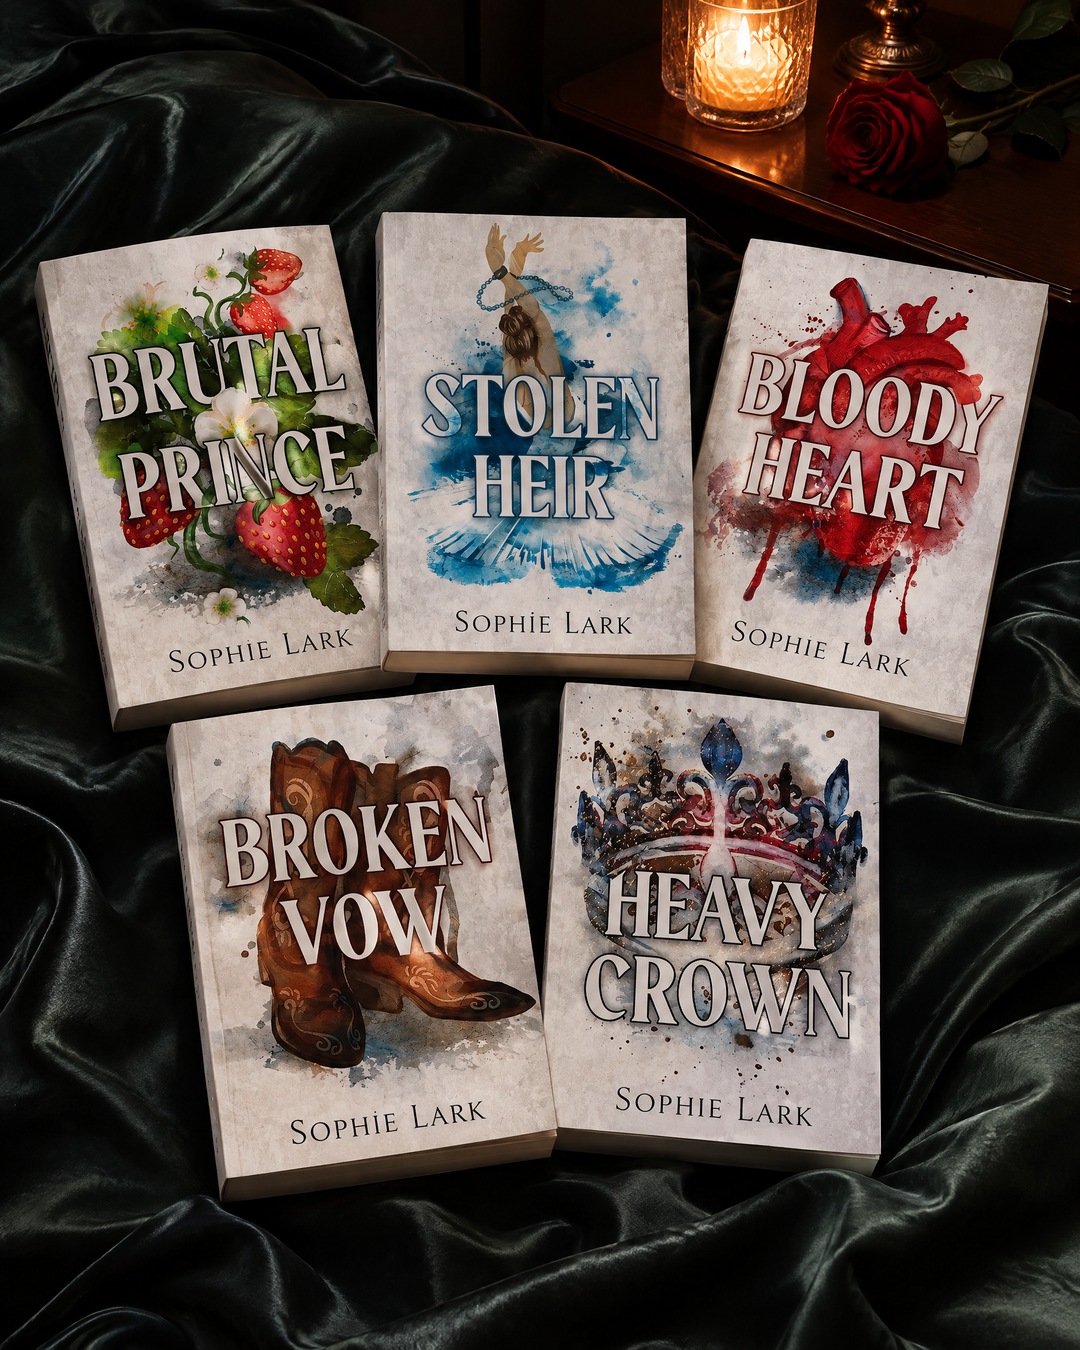 BRUTAL
PRINCE
SOPHIE LARK
STOLEN
HEIR
SOPHIE LARK
BLOODY
HEART
SOPHIE LARK
BROKEN
VOW
SOPHIE LARK
HEAVY
CROWN
SOPHIE LARK